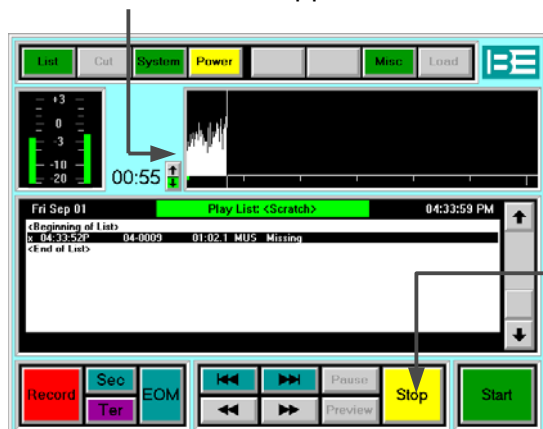 List Cut System Power Misc Load BE
+3
0
-3
-10
-20
00:55
Fri Sep 01 Play List: <Scratch> 04:33:59 PM
<Beginning of List>
x 04:33:52P 04-0009 01:02.1 MUS Missing
<End of List>
Record Sec Ter EOM Pause Preview Stop Start